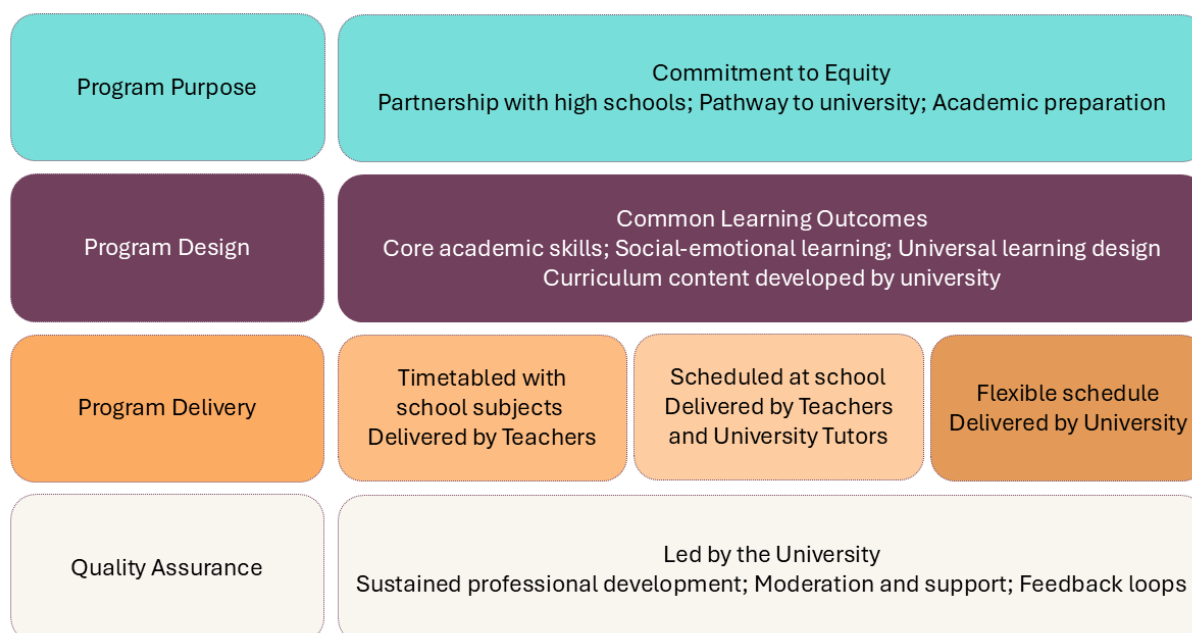 Program Purpose
Commitment to Equity
Partnership with high schools; Pathway to university; Academic preparation
Program Design
Common Learning Outcomes
Core academic skills; Social-emotional learning; Universal learning design
Curriculum content developed by university
Program Delivery
Timetabled with
school subjects
Delivered by Teachers
Scheduled at school
Delivered by Teachers
and University Tutors
Flexible schedule
Delivered by University
Quality Assurance
Led by the University
Sustained professional development; Moderation and support; Feedback loops